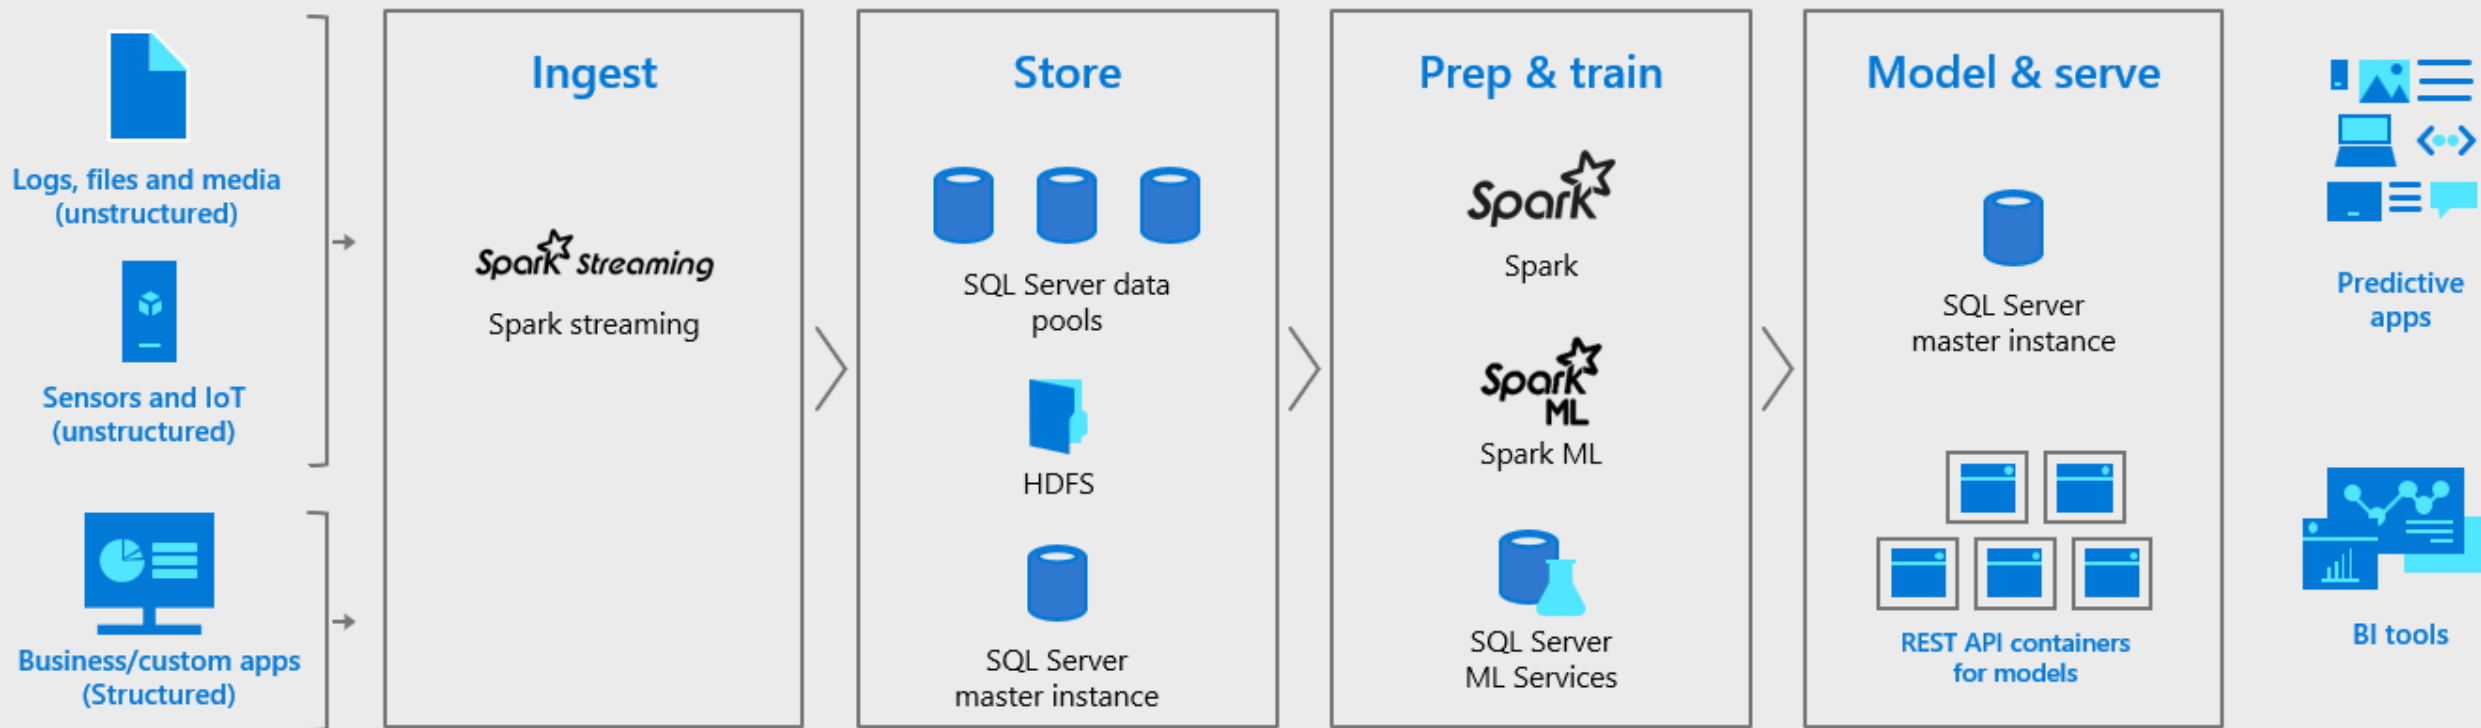 Logs, files and media
(unstructured)
Sensors and IoT
(unstructured)
Business/custom apps
(Structured)
Ingest
Spark Streaming
Spark streaming
Store
SQL Server data
pools
HDFS
SQL Server
master instance
Prep & train
Spark
Spark
Spark
ML
Spark ML
SQL Server
ML Services
Model & serve
SQL Server
master instance
REST API containers
for models
Predictive
apps
BI tools